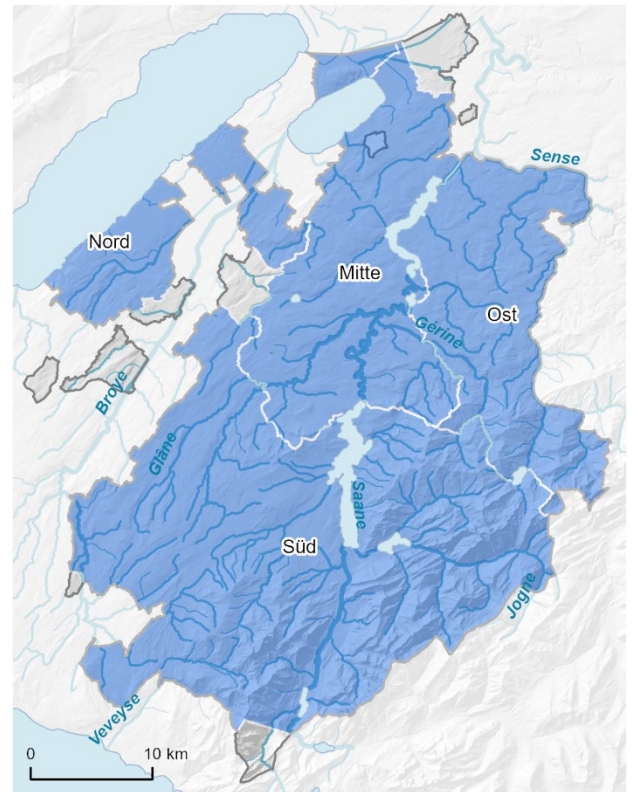 Sense
Nord
Mitte
Ost
Gérine
Broye
Glâne
Saane
Süd
Jogne
Veveyse
0 10 km